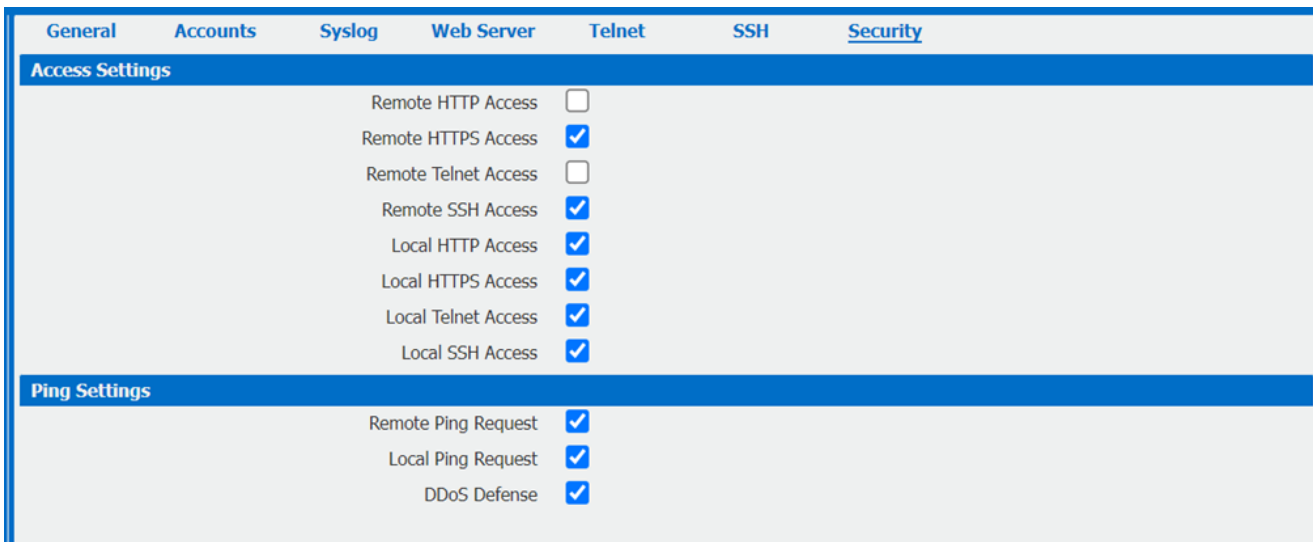 General Accounts Syslog Web Server Telnet SSH Security
Access Settings
Remote HTTP Access
Remote HTTPS Access
Remote Telnet Access
Remote SSH Access
Local HTTP Access
Local HTTPS Access
Local Telnet Access
Local SSH Access
Ping Settings
Remote Ping Request
Local Ping Request
DDoS Defense